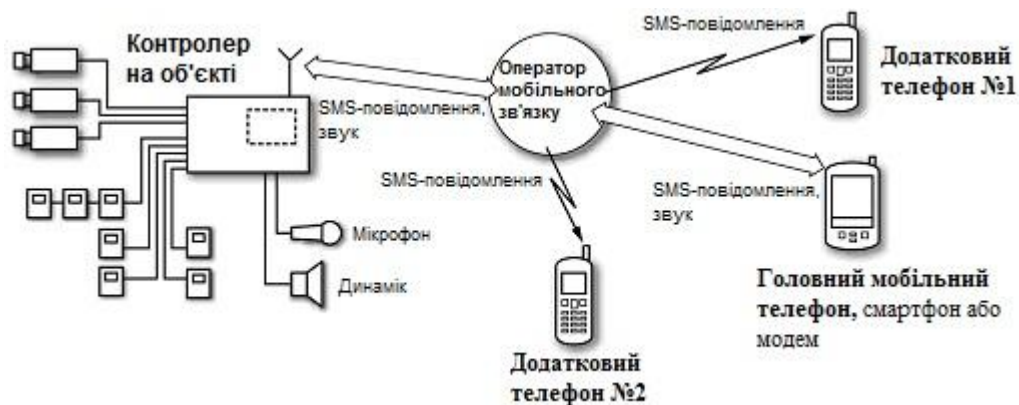 Контролер
на об'єкті
SMS-повідомлення,
звук
Оператор
мобільного
зв'язку
SMS-повідомлення
Додатковий
телефон №1
SMS-повідомлення
SMS-повідомлення,
звук
Мікрофон
Динамік
Додатковий
телефон №2
Головний мобільний
телефон, смартфон або
модем